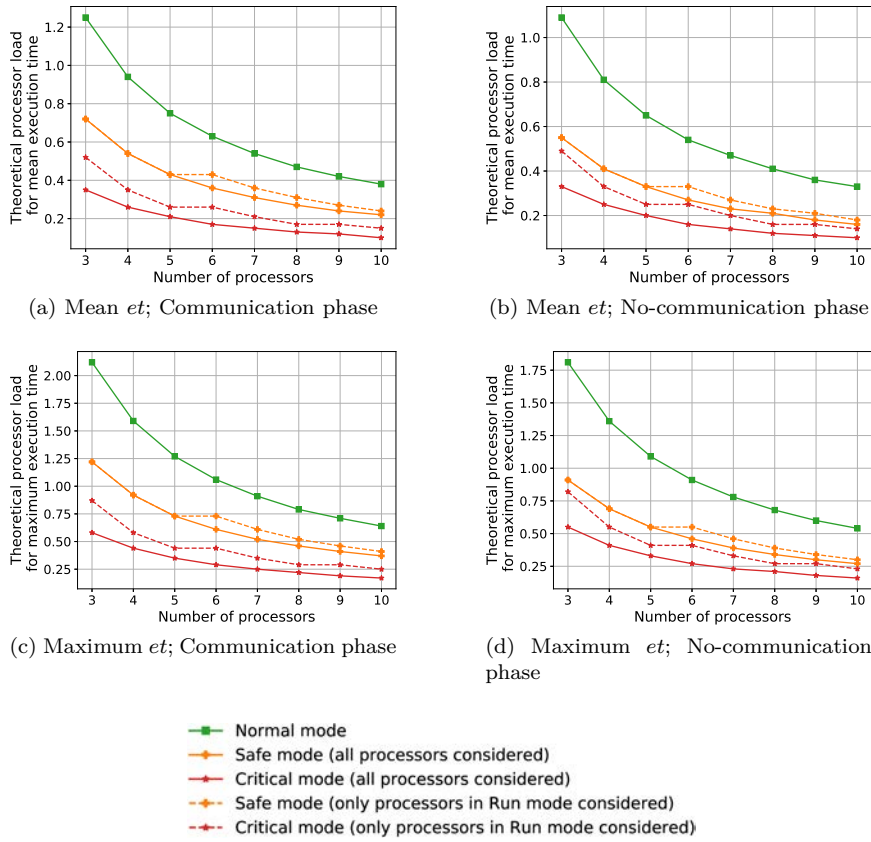 1.2
1.0
0.8
0.6
0.4
0.2
Theoretical processor load
for mean execution time
3 4 5 6 7 8 9 10
Number of processors
(a) Mean et; Communication phase
1.0
0.8
0.6
0.4
0.2
Theoretical processor load
for mean execution time
3 4 5 6 7 8 9 10
Number of processors
(b) Mean et; No-communication phase
2.00
1.75
1.50
1.25
1.00
0.75
0.50
0.25
Theoretical processor load
for maximum execution time
3 4 5 6 7 8 9 10
Number of processors
(c) Maximum et; Communication phase
1.75
1.50
1.25
1.00
0.75
0.50
0.25
Theoretical processor load
for maximum execution time
3 4 5 6 7 8 9 10
Number of processors
(d) Maximum et; No-communication
phase
Normal mode
Safe mode (all processors considered)
Critical mode (all processors considered)
Safe mode (only processors in Run mode considered)
Critical mode (only processors in Run mode considered)